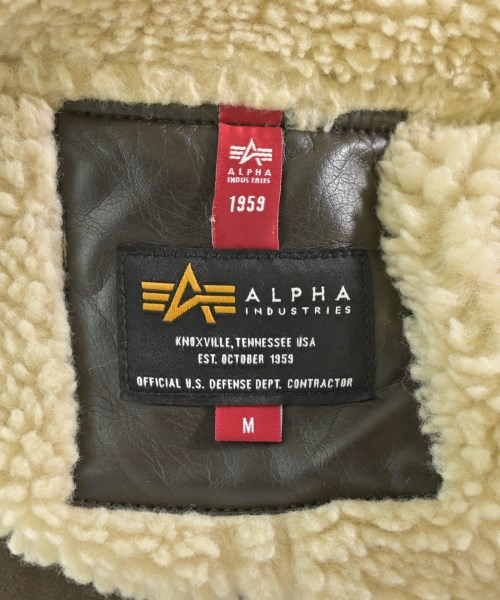 ALPHA
INDUSTRIES
1959
ALPHA
INDUSTRIES
KNOXVILLE, TENNESSEE USA
EST. OCTOBER 1959
OFFICIAL U.S. DEFENSE DEPT. CONTRACTOR
M